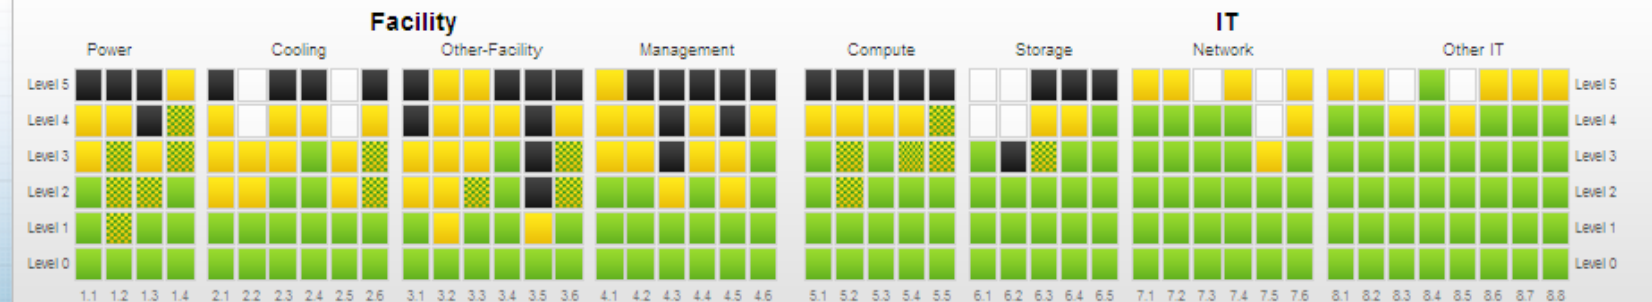 Facility IT
Power Cooling Other-Facility Management Compute Storage Network Other IT
Level 5 Level 5
Level 4 Level 4
Level 3 Level 3
Level 2 Level 2
Level 1 Level 1
Level 0 Level 0
1.1 1.2 1.3 1.4 2.1 2.2 2.3 2.4 2.5 2.6 3.1 3.2 3.3 3.4 3.5 3.6 4.1 4.2 4.3 4.4 4.5 4.6 5.1 5.2 5.3 5.4 5.5 6.1 6.2 6.3 6.4 6.5 7.1 7.2 7.3 7.4 7.5 7.6 8.1 8.2 8.3 8.4 8.5 8.6 8.7 8.8